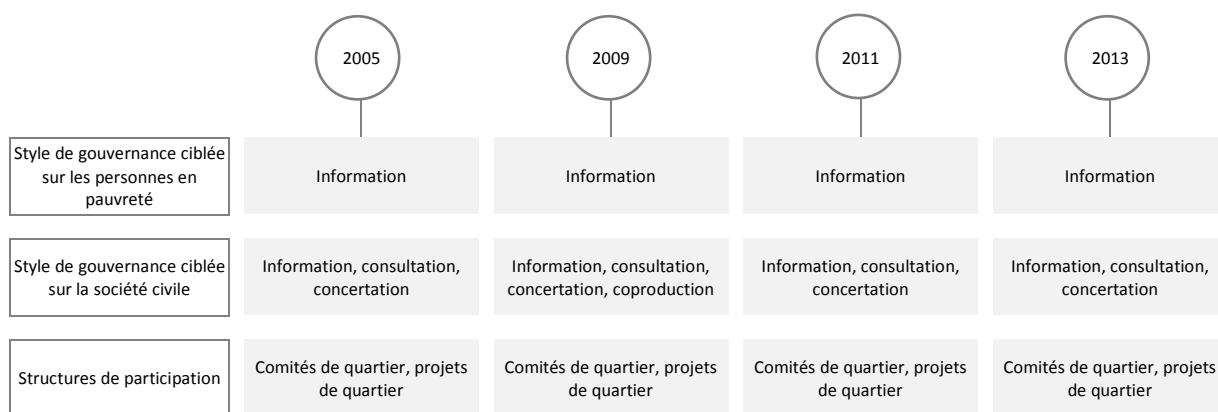 2005
2009
2011
2013
Style de gouvernance ciblée
sur les personnes en
pauvreté
Information
Information
Information
Information
Style de gouvernance ciblée
sur la société civile
Information, consultation,
concertation
Information, consultation,
concertation, coproduction
Information, consultation,
concertation
Information, consultation,
concertation
Structures de participation
Comités de quartier, projets
de quartier
Comités de quartier, projets
de quartier
Comités de quartier, projets
de quartier
Comités de quartier, projets
de quartier